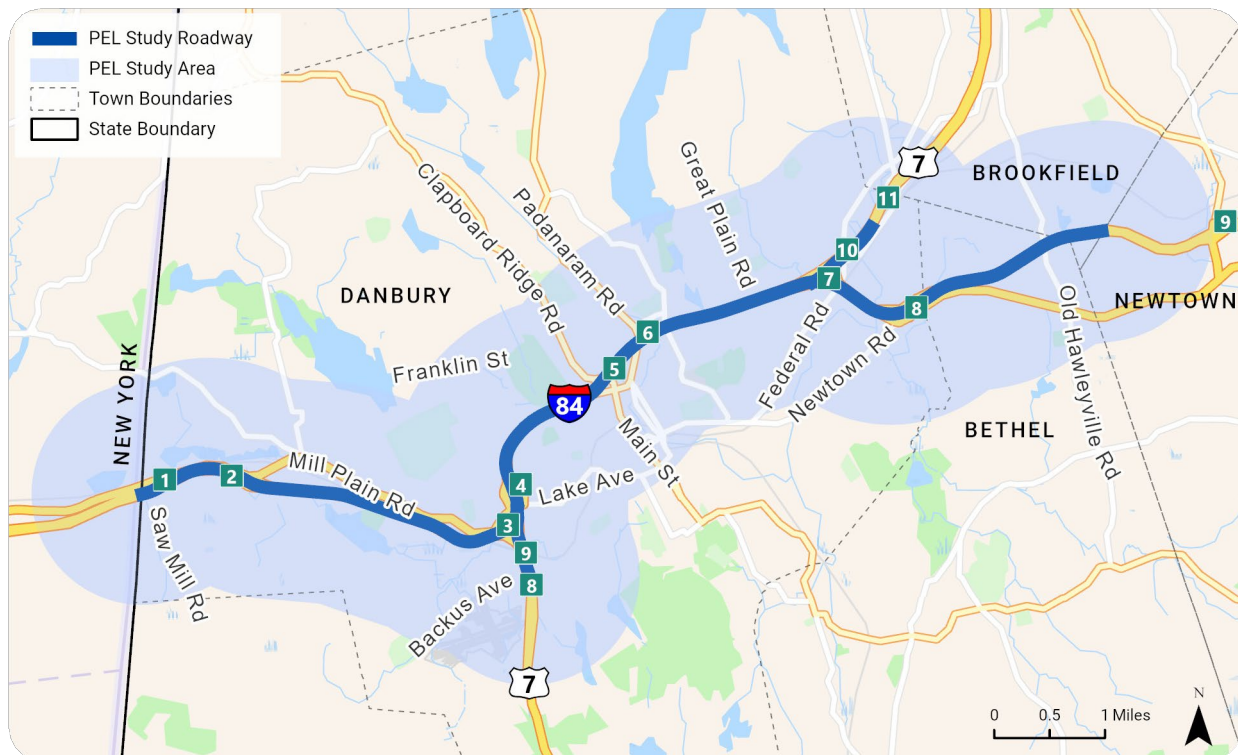 PEL Study Roadway
PEL Study Area
Town Boundaries
State Boundary
7
BROOKFIELD
11
9
Great Plain Rd
Clapboard Ridge Rd
Padanaram Rd
10
7
8
NEWTOWN
DANBURY
Old Hawleyville Rd
6
Federal Rd
Newtown Rd
Franklin St
5
84
NEW YORK
BETHEL
Main St
1
2
Mill Plain Rd
4
Lake Ave
3
Saw Mill Rd
9
8
Backus Ave
7
N
0 0.5 1 Miles